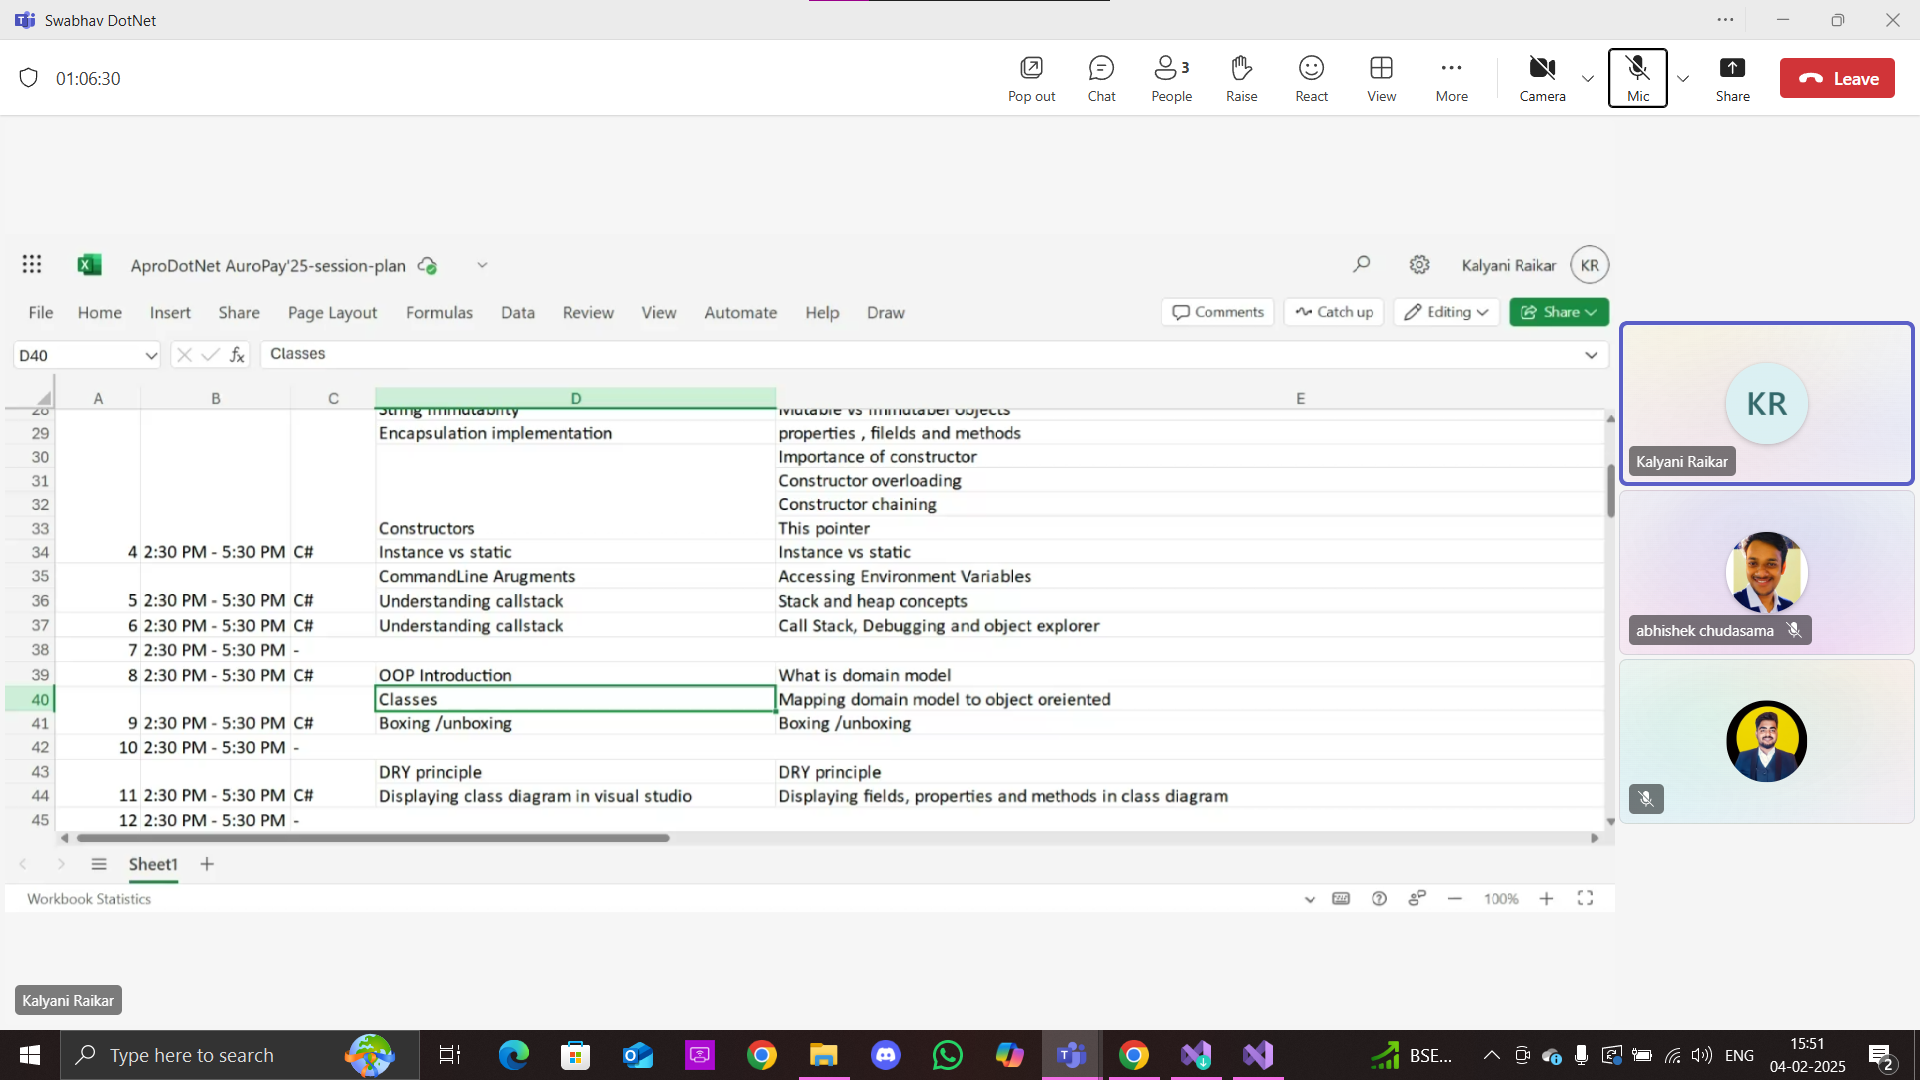 Swabhav DotNet
01:06:30
Pop out
Chat
3
People
Raise
React
View
More
Camera
Mic
Share
Leave
AproDotNet AuroPay'25-session-plan
Kalyani Raikar
KR
File Home Insert Share Page Layout Formulas Data Review View Automate Help Draw
Comments
Catch up
Editing
Share
D40
fx
Classes
A B C D E
28 String Immutability Mutable vs Immutabel objects
29 Encapsulation implementation properties , filelds and methods
30 Importance of constructor
31 Constructor overloading
32 Constructor chaining
33 Constructors This pointer
34 4 2:30 PM - 5:30 PM C# Instance vs static Instance vs static
35 CommandLine Arugments Accessing Environment Variables
36 5 2:30 PM - 5:30 PM C# Understanding callstack Stack and heap concepts
37 6 2:30 PM - 5:30 PM C# Understanding callstack Call Stack, Debugging and object explorer
38 7 2:30 PM - 5:30 PM -
39 8 2:30 PM - 5:30 PM C# OOP Introduction What is domain model
40 Classes Mapping domain model to object oreiented
41 9 2:30 PM - 5:30 PM C# Boxing /unboxing Boxing /unboxing
42 10 2:30 PM - 5:30 PM -
43 DRY principle DRY principle
44 11 2:30 PM - 5:30 PM C# Displaying class diagram in visual studio Displaying fields, properties and methods in class diagram
45 12 2:30 PM - 5:30 PM -
Sheet1
Workbook Statistics
100%
KR
Kalyani Raikar
abhishek chudasama
Kalyani Raikar
Type here to search
BSE...
ENG
15:51
04-02-2025
2